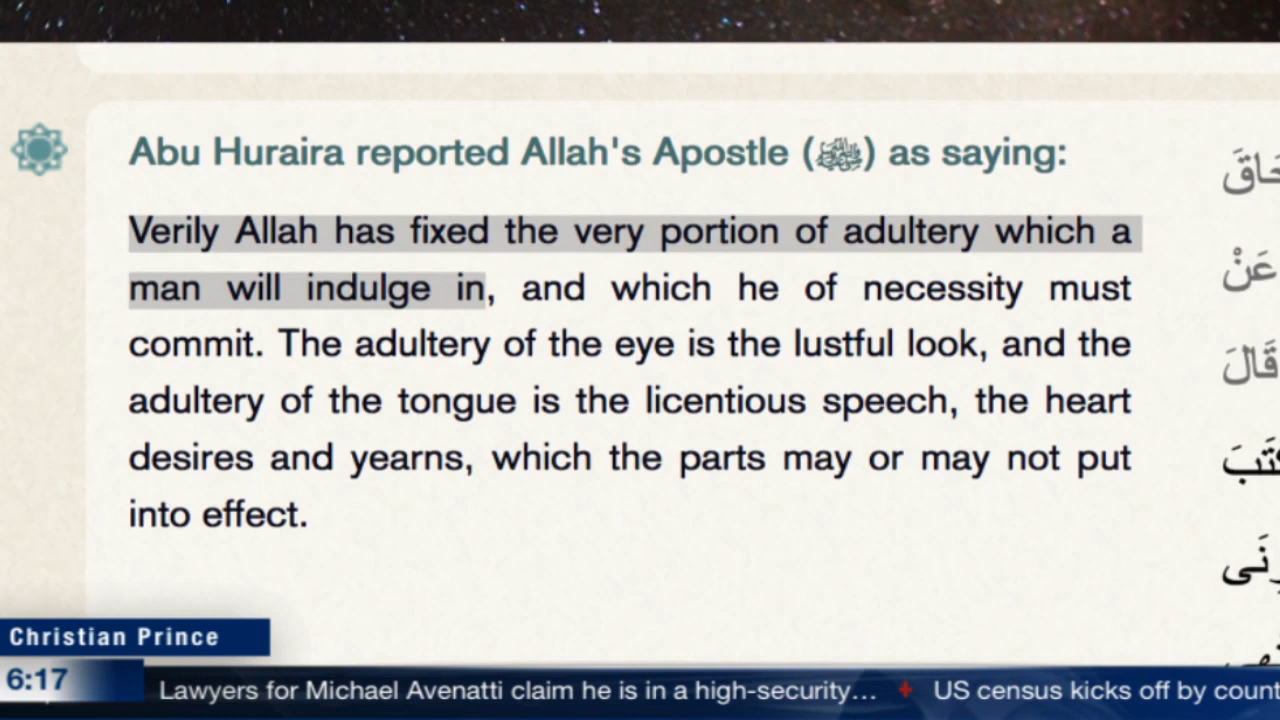 Abu Huraira reported Allah's Apostle (ﷺ) as saying:
Verily Allah has fixed the very portion of adultery which a
man will indulge in, and which he of necessity must
commit. The adultery of the eye is the lustful look, and the
adultery of the tongue is the licentious speech, the heart
desires and yearns, which the parts may or may not put
into effect.
عَنْ
قَالَ
Christian Prince
6:17
Lawyers for Michael Avenatti claim he is in a high-security... US census kicks off by count